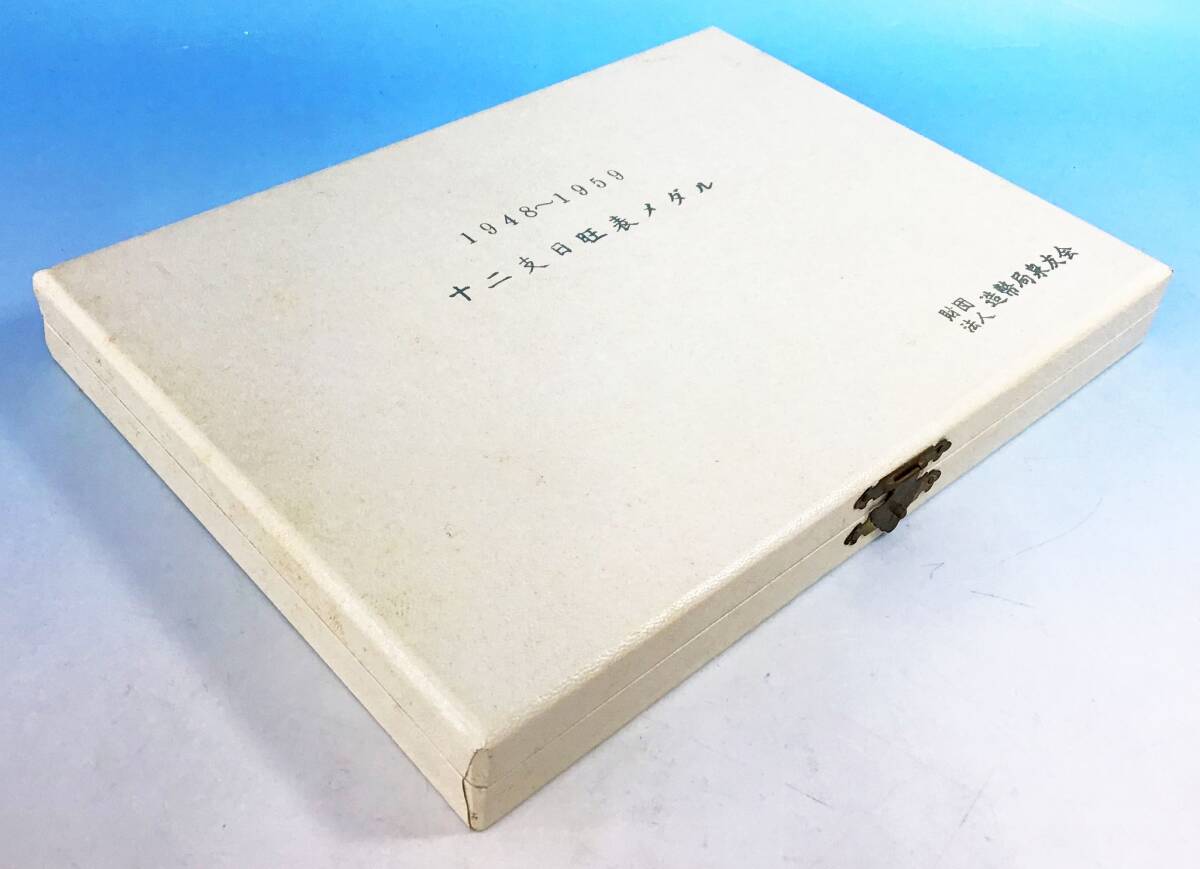 1948~1959
十二支日旺表メダル
財団
法人 造幣局泉友会